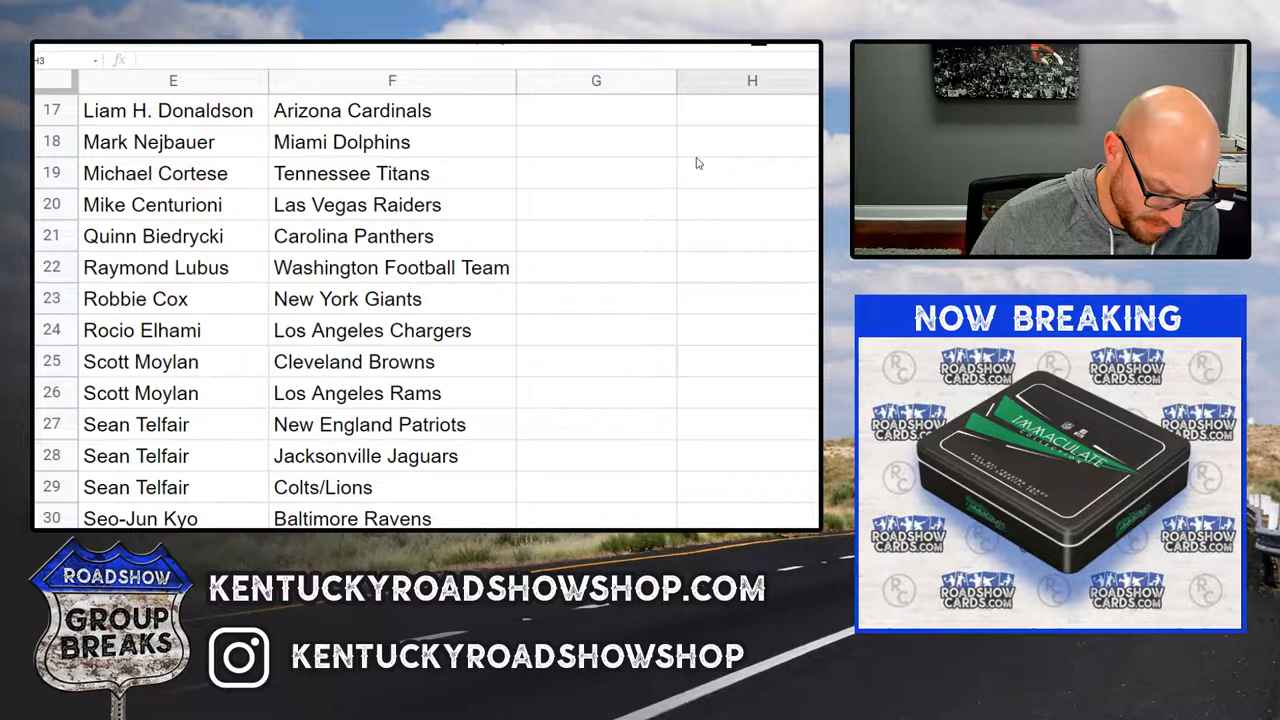 H3
fx
E F G H
17 Liam H. Donaldson Arizona Cardinals
18 Mark Nejbauer Miami Dolphins
19 Michael Cortese Tennessee Titans
20 Mike Centurioni Las Vegas Raiders
21 Quinn Biedrycki Carolina Panthers
22 Raymond Lubus Washington Football Team
23 Robbie Cox New York Giants
24 Rocio Elhami Los Angeles Chargers
25 Scott Moylan Cleveland Browns
26 Scott Moylan Los Angeles Rams
27 Sean Telfair New England Patriots
28 Sean Telfair Jacksonville Jaguars
29 Sean Telfair Colts/Lions
30 Seo-Jun Kyo Baltimore Ravens
NOW BREAKING
RC
ROADSHOW
CARDS.COM
IMMACULATE
COLLECTION
ROADSHOW
GROUP
BREAKS
KENTUCKYROADSHOWSHOP.COM
KENTUCKYROADSHOWSHOP